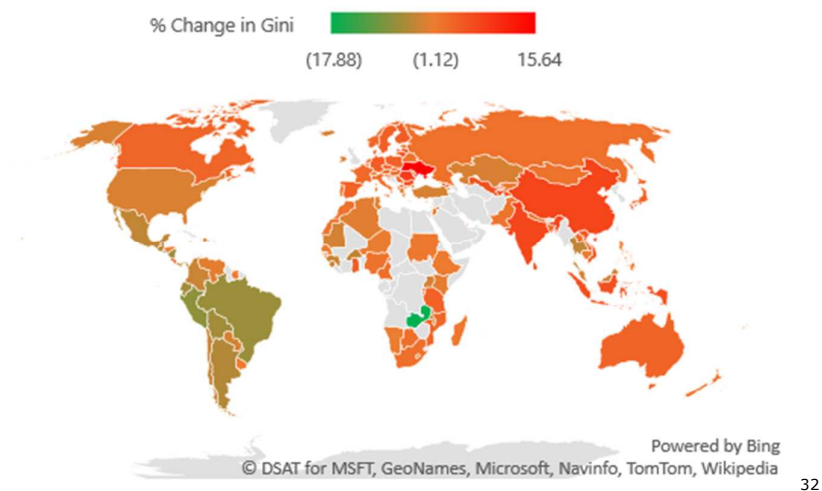 % Change in Gini
(17.88) (1.12) 15.64
Powered by Bing
© DSAT for MSFT, GeoNames, Microsoft, Navinfo, TomTom, Wikipedia
32